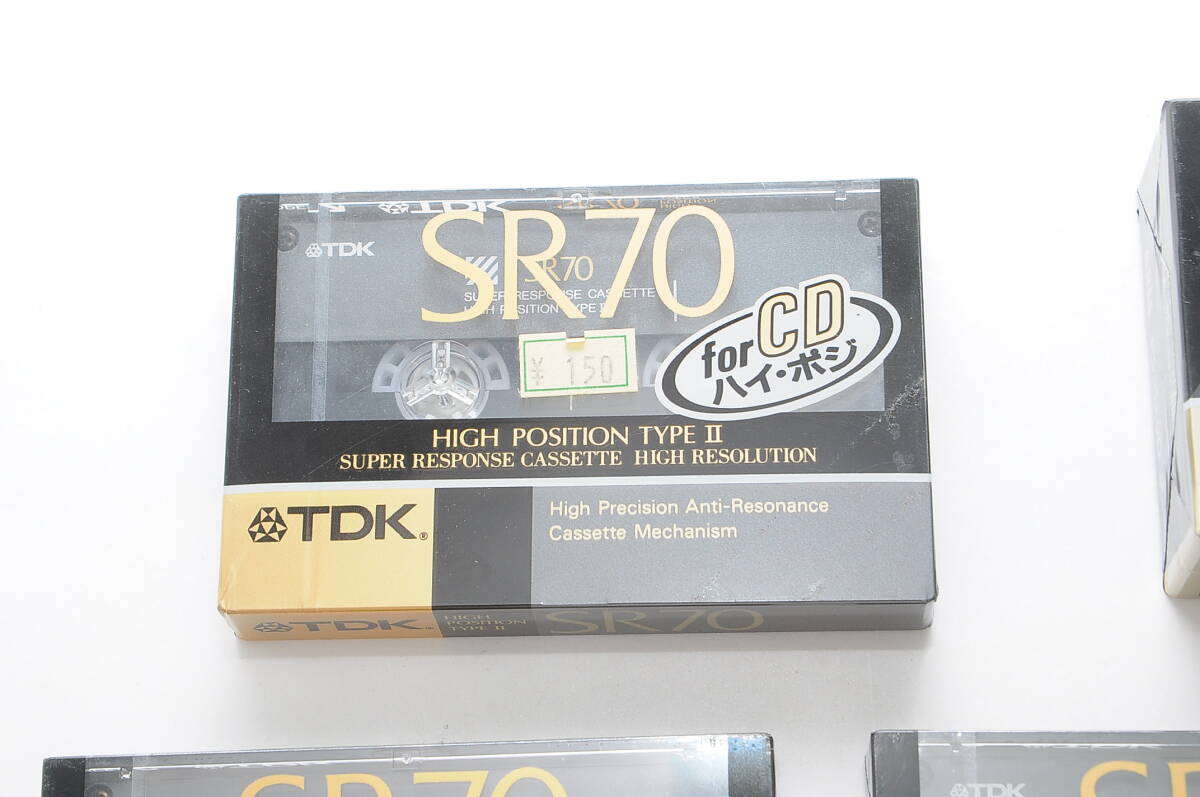 TDK
SR70
SR70
SUPER RESPONSE CASSETTE
HIGH POSITION TYPE II
¥ 150
for CD
ハイ・ポジ
HIGH POSITION TYPE II
SUPER RESPONSE CASSETTE HIGH RESOLUTION
TDK®
High Precision Anti-Resonance
Cassette Mechanism
TDK
HIGH
POSITION
TYPE II
SR70
SR70
TDK